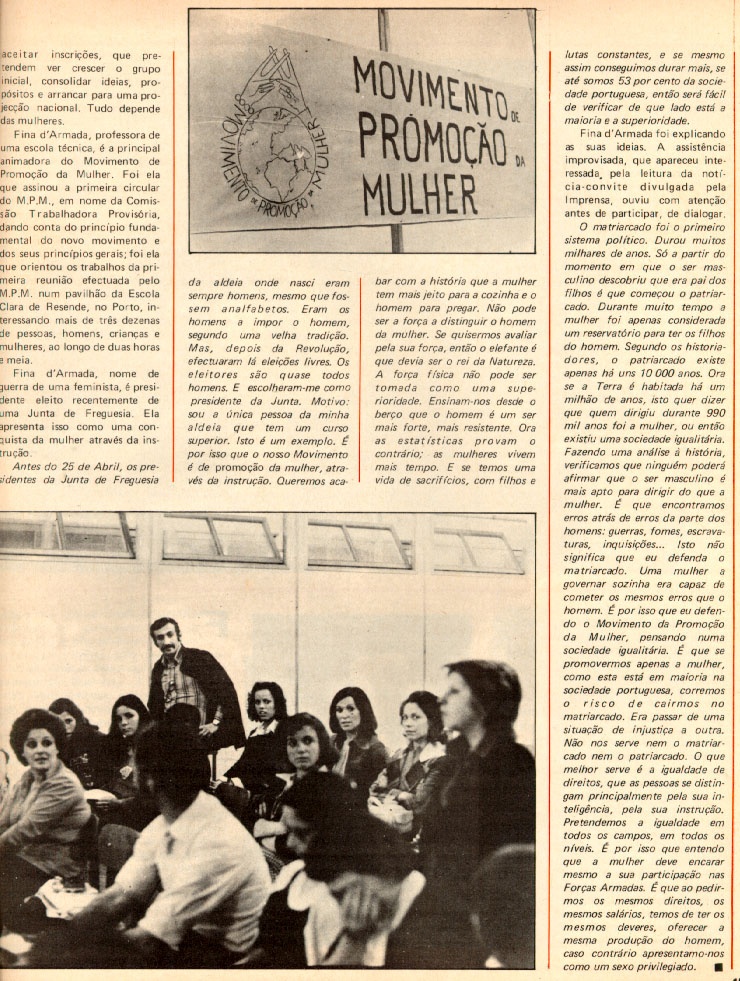 aceitar inscrições, que pre-
tendem ver crescer o grupo
inicial, consolidar ideias, pro-
pósitos e arrancar para uma pro-
jecção nacional. Tudo depende
das mulheres.
Fina d'Armada, professora de
uma escola técnica, é a principal
animadora do Movimento de
Promoção da Mulher. Foi ela
que assinou a primeira circular
do M.P.M., em nome da Comis-
são Trabalhadora Provisória,
dando conta do princípio funda-
mental do novo movimento e
dos seus princípios gerais; foi ela
que orientou os trabalhos da pri-
meira reunião efectuada pelo
M.P.M. num pavilhão da Escola
Clara de Resende, no Porto, in-
teressando mais de três dezenas
de pessoas, homens, crianças e
mulheres, ao longo de duas horas
e meia.
Fina d'Armada, nome de
guerra de uma feminista, é presi-
dente eleito recentemente de
uma Junta de Freguesia. Ela
apresenta isso como uma con-
quista da mulher através da ins-
trução.
Antes do 25 de Abril, os pre-
sidentes da Junta de Freguesia
MOVIMENTO DE
PROMOÇÃO DA
MULHER
MOVIMENTO DE PROMOÇÃO DA MULHER
da aldeia onde nasci eram
sempre homens, mesmo que fos-
sem analfabetos. Eram os
homens a impor o homem,
segundo uma velha tradição.
Mas, depois da Revolução,
efectuaram lá eleições livres. Os
eleitores são quase todos
homens. E escolheram-me como
presidente da Junta. Motivo:
sou a única pessoa da minha
aldeia que tem um curso
superior. Isto é um exemplo. É
por isso que o nosso Movimento
é de promoção da mulher, atra-
vés da instrução. Queremos aca-
bar com a história que a mulher
tem mais jeito para a cozinha e o
homem para pregar. Não pode
ser a força a distinguir o homem
da mulher. Se quisermos avaliar
pela sua força, então o elefante é
que devia ser o rei da Natureza.
A força física não pode ser
tomada como uma supe-
rioridade. Ensinam-nos desde o
berço que o homem é um ser
mais forte, mais resistente. Ora
as estatísticas provam o
contrário; as mulheres vivem
mais tempo. E se temos uma
vida de sacrifícios, com filhos e
lutas constantes, e se mesmo
assim conseguimos durar mais, se
até somos 53 por cento da socie-
dade portuguesa, então será fácil
de verificar de que lado está a
maioria e a superioridade.
Fina d'Armada foi explicando
as suas ideias. A assistência
improvisada, que apareceu inte-
ressada pela leitura da notí-
cia-convite divulgada pela
Imprensa, ouviu com atenção
antes de participar, de dialogar.
O matriarcado foi o primeiro
sistema político. Durou muitos
milhares de anos. Só a partir do
momento em que o ser mas-
culino descobriu que era pai dos
filhos é que começou o patriar-
cado. Durante muito tempo a
mulher foi apenas considerada
um reservatório para ter os filhos
do homem. Segundo os historia-
dores, o patriarcado existe
apenas há uns 10 000 anos. Ora
se a Terra é habitada há um
milhão de anos, isto quer dizer
que quem dirigiu durante 990
mil anos foi a mulher, ou então
existiu uma sociedade igualitária.
Fazendo uma análise à história,
verificamos que ninguém poderá
afirmar que o ser masculino é
mais apto para dirigir do que a
mulher. É que encontramos
erros atrás de erros da parte dos
homens: guerras, fomes, escrava-
turas, inquisições... Isto não
significa que eu defenda o
matriarcado. Uma mulher a
governar sozinha era capaz de
cometer os mesmos erros que o
homem. É por isso que eu defen-
do o Movimento da Promoção
da Mulher, pensando numa
sociedade igualitária. É que se
promovermos apenas a mulher,
como esta está em maioria na
sociedade portuguesa, corremos
o risco de cairmos no
matriarcado. Era passar de uma
situação de injustiça a outra.
Não nos serve nem o matriar-
cado nem o patriarcado. O que
melhor serve é a igualdade de
direitos, que as pessoas se distin-
gam principalmente pela sua in-
teligência, pela sua instrução.
Pretendemos a igualdade em
todos os campos, em todos os
níveis. É por isso que entendo
que a mulher deve encarar
mesmo a sua participação nas
Forças Armadas. É que ao pedir-
mos os mesmos direitos, os
mesmos salários, temos de ter os
mesmos deveres, oferecer a
mesma produção do homem,
caso contrário apresentamo-nos
como um sexo privilegiado.